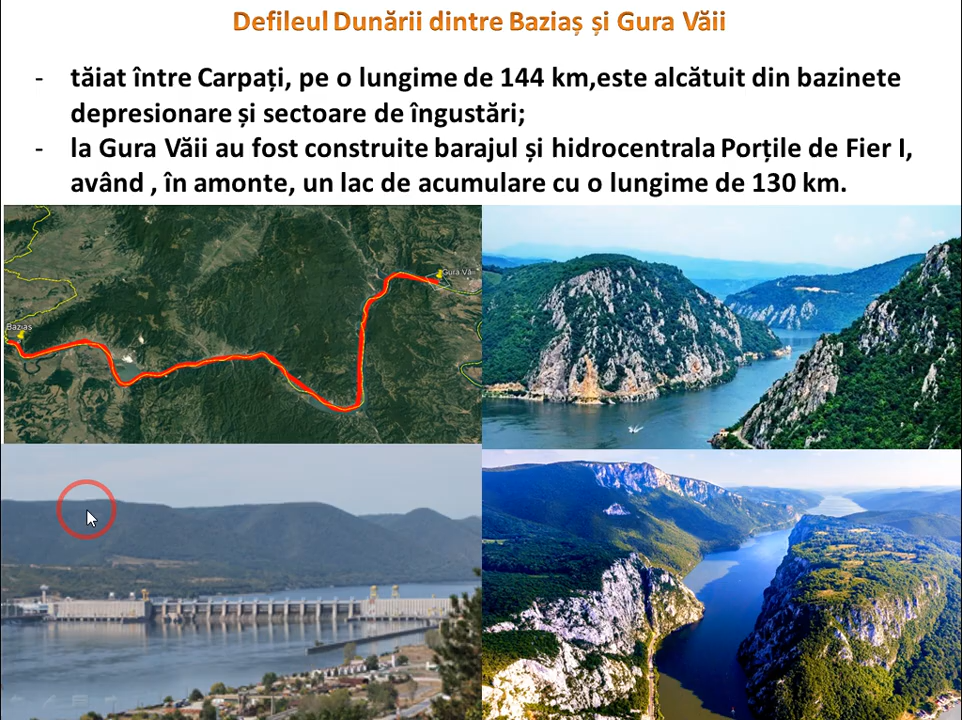 Defileul Dunării dintre Baziaș și Gura Văii
- tăiat între Carpați, pe o lungime de 144 km,este alcătuit din bazinete
depresionare și sectoare de îngustări;
- la Gura Văii au fost construite barajul și hidrocentrala Porțile de Fier I,
având , în amonte, un lac de acumulare cu o lungime de 130 km.
Gura Văii
Baziaș